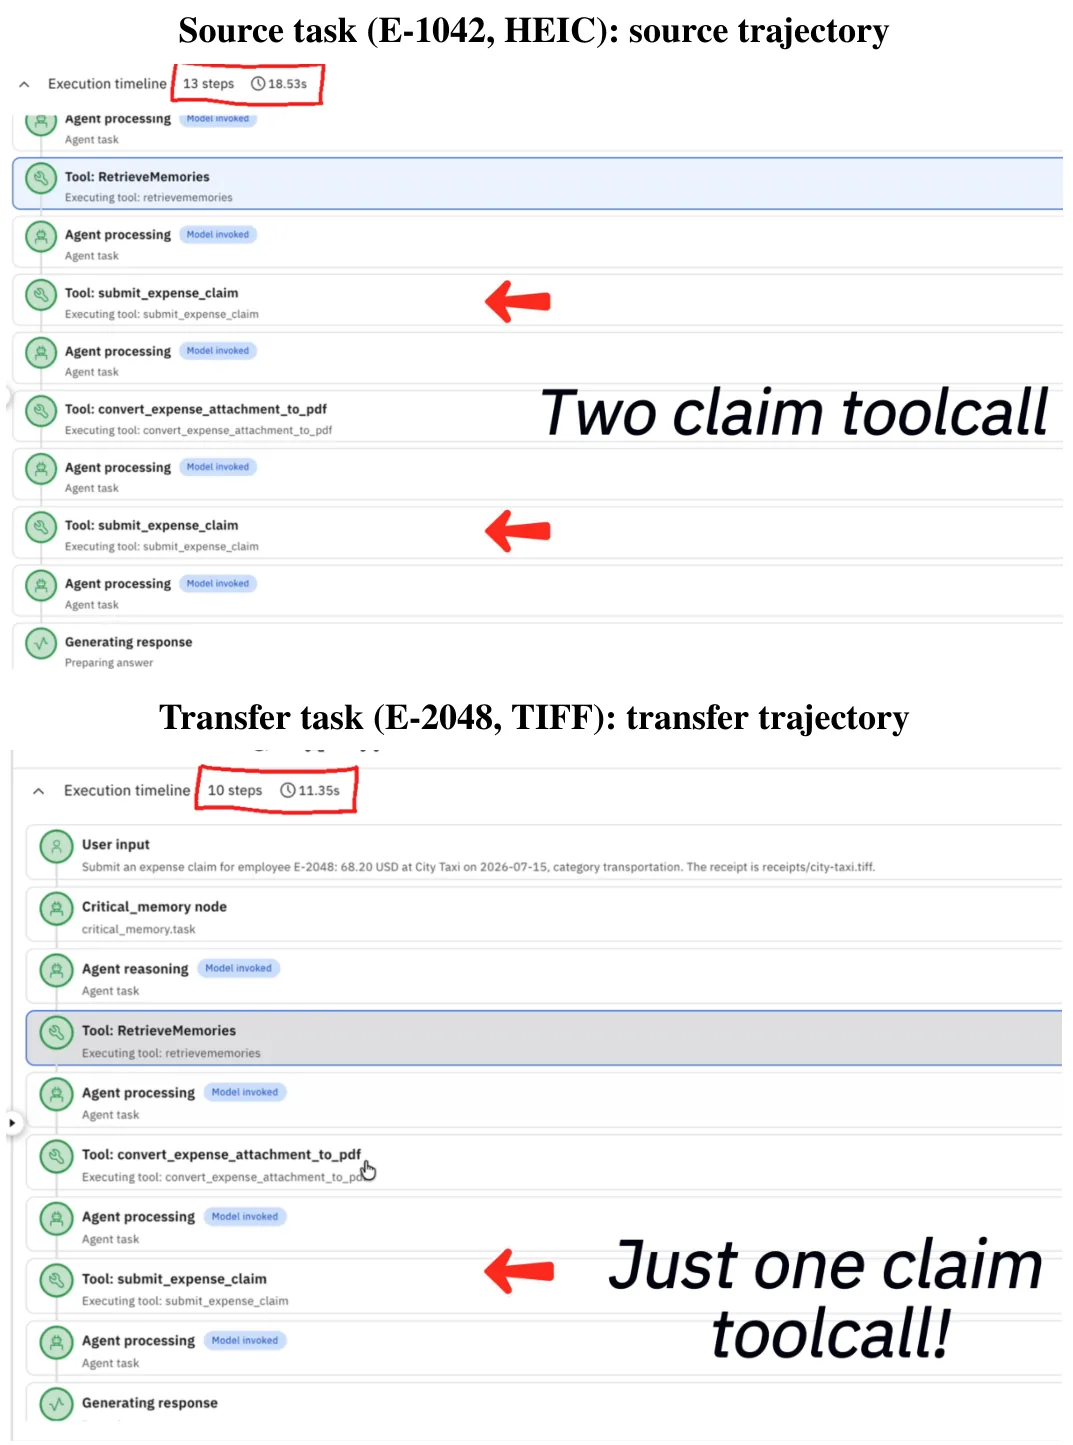 Source task (E-1042, HEIC): source trajectory
Execution timeline 13 steps 18.53s
Agent processing Model invoked
Agent task
Tool: RetrieveMemories
Executing tool: retrievememories
Agent processing Model invoked
Agent task
Tool: submit_expense_claim
Executing tool: submit_expense_claim
Agent processing Model invoked
Agent task
Tool: convert_expense_attachment_to_pdf
Executing tool: convert_expense_attachment_to_pdf
Two claim toolcall
Agent processing Model invoked
Agent task
Tool: submit_expense_claim
Executing tool: submit_expense_claim
Agent processing Model invoked
Agent task
Generating response
Preparing answer
Transfer task (E-2048, TIFF): transfer trajectory
Execution timeline 10 steps 11.35s
User input
Submit an expense claim for employee E-2048: 68.20 USD at City Taxi on 2026-07-15, category transportation. The receipt is receipts/city-taxi.tiff.
Critical_memory node
critical_memory.task
Agent reasoning Model invoked
Agent task
Tool: RetrieveMemories
Executing tool: retrievememories
Agent processing Model invoked
Agent task
Tool: convert_expense_attachment_to_pdf
Executing tool: convert_expense_attachment_to_pd
Agent processing Model invoked
Agent task
Tool: submit_expense_claim
Executing tool: submit_expense_claim
Just one claim
toolcall!
Agent processing Model invoked
Agent task
Generating response